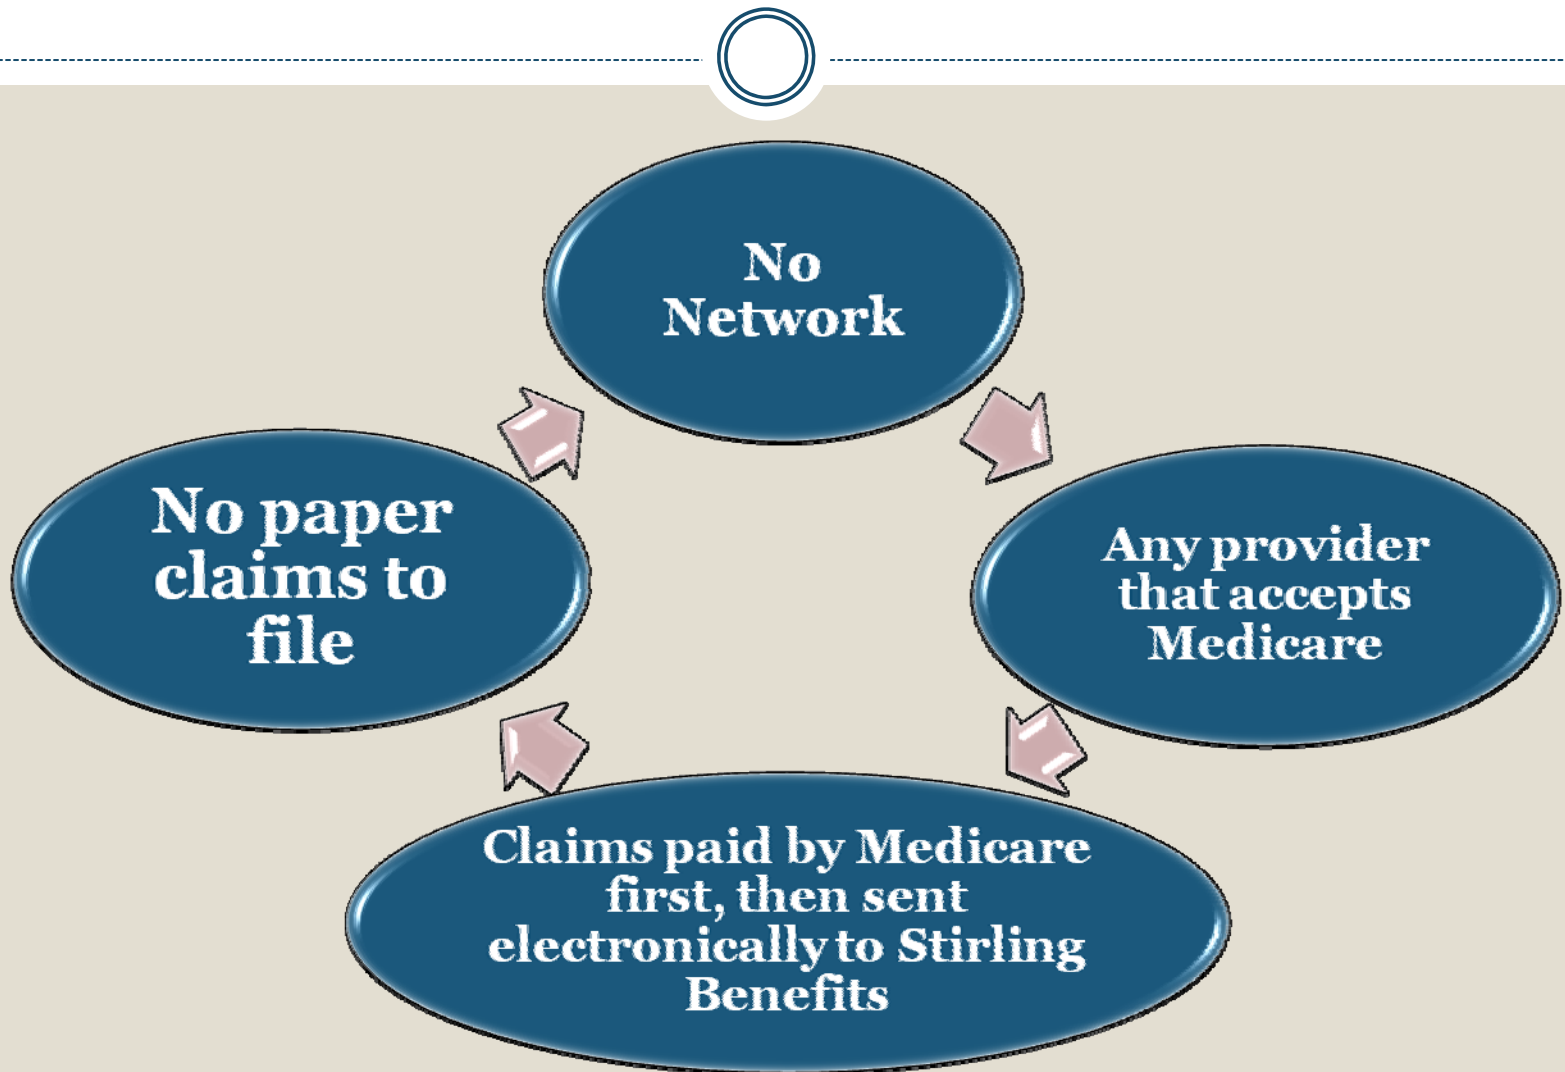 No
Network
Any provider
that accepts
Medicare
Claims paid by Medicare
first, then sent
electronically to Stirling
Benefits
No paper
claims to
file